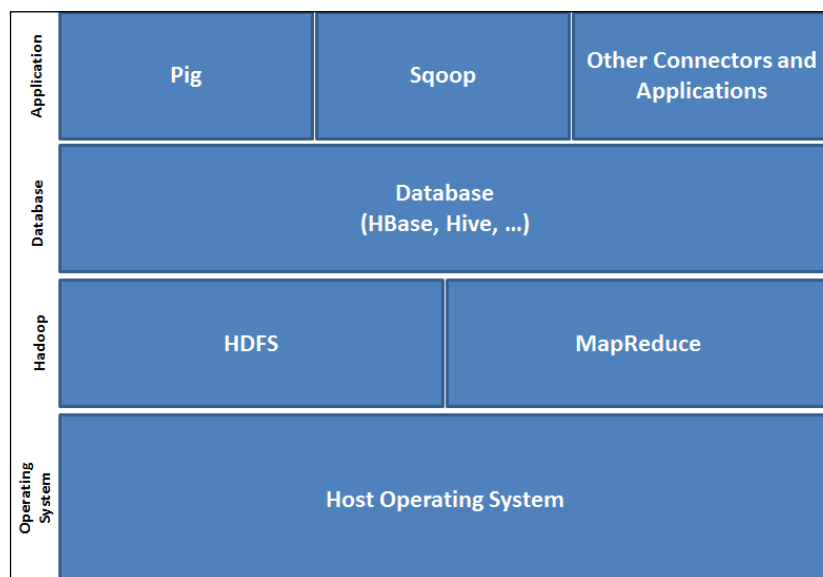 Application
Pig
Sqoop
Other Connectors and
Applications
Database
Database
(HBase, Hive, ...)
Hadoop
HDFS
MapReduce
Operating
System
Host Operating System